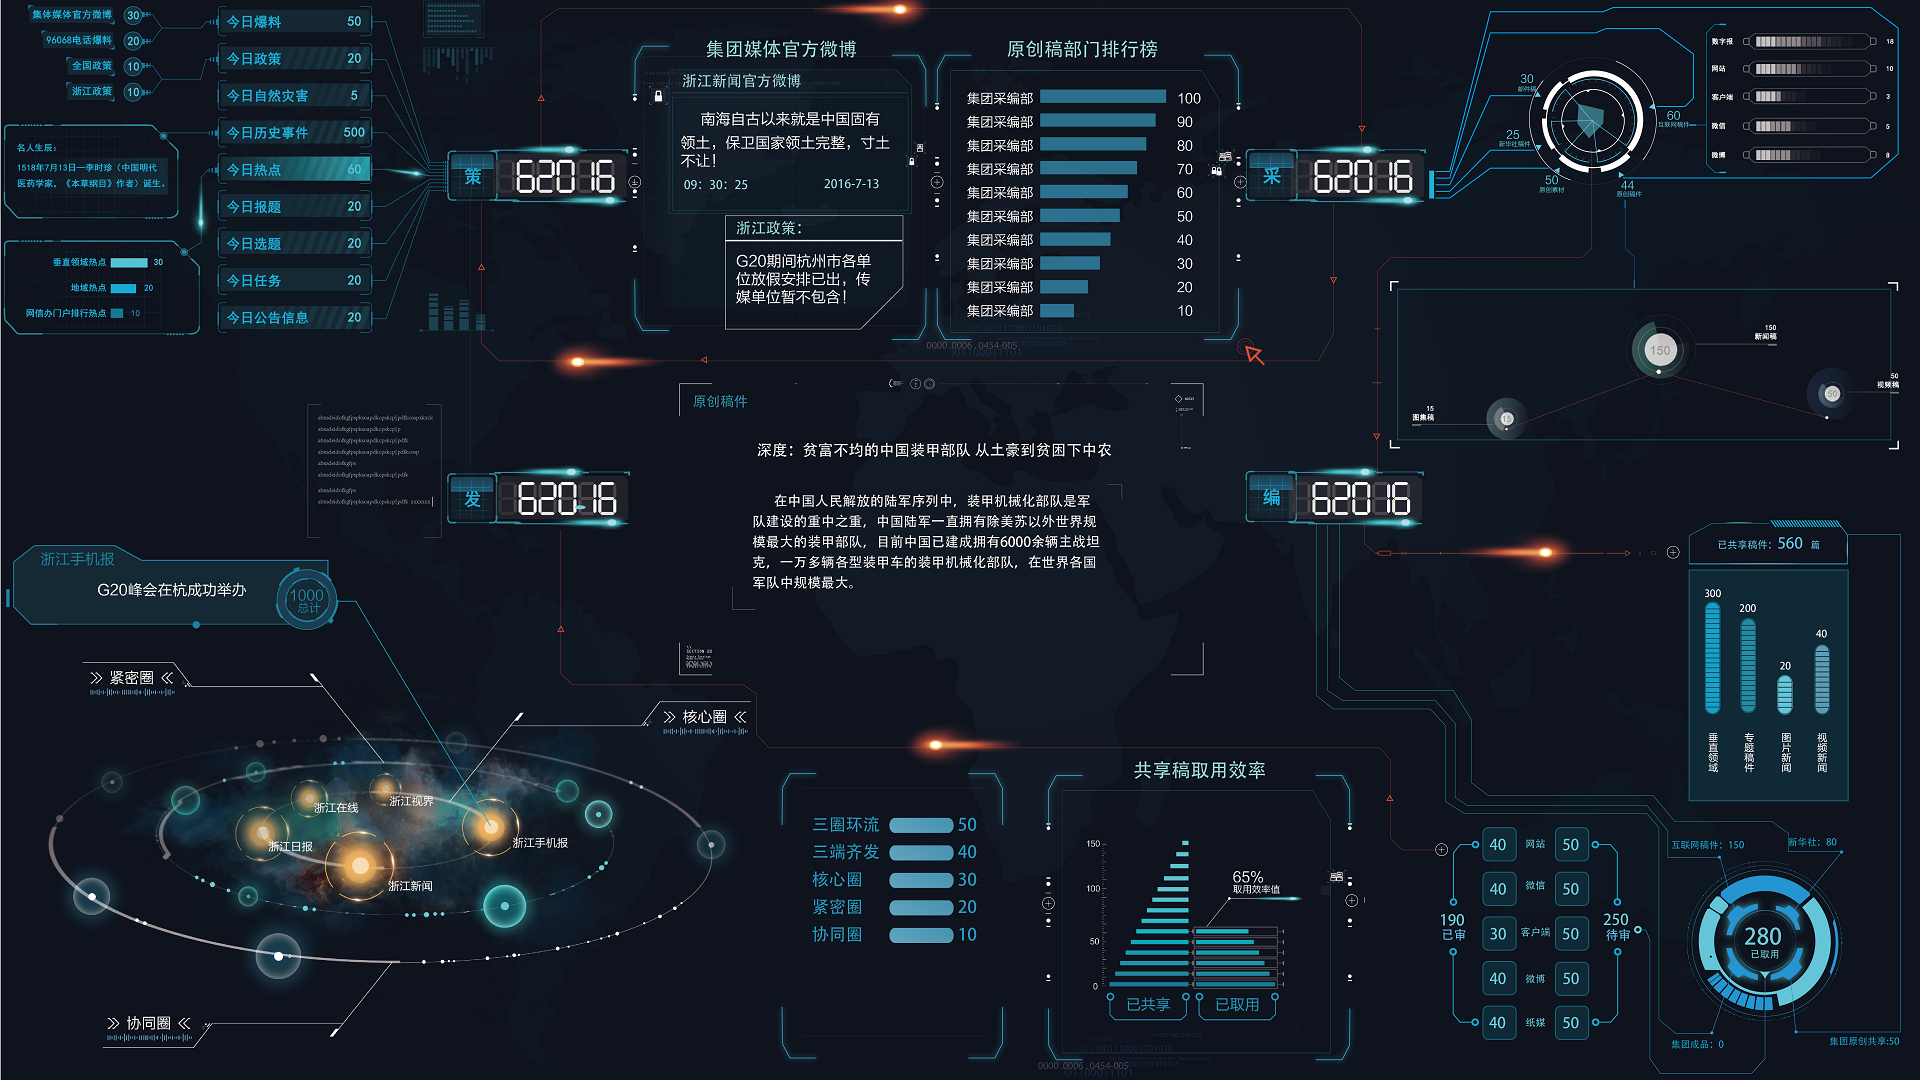 集体媒体官方微博 30
96068电话爆料 20
全国政策 10
浙江政策 10
今日爆料 50
今日政策 20
今日自然灾害 5
今日历史事件 500
今日热点 60
今日报题 20
今日选题 20
今日任务 20
今日公告信息 20
名人生辰：
1518年7月13日—李时珍（中国明代
医药学家，《本草纲目》作者）诞生。
垂直领域热点 30
地域热点 20
网信办门户排行热点 10
策 62016
集团媒体官方微博
浙江新闻官方微博
南海自古以来就是中国固有
领土，保卫国家领土完整，寸土
不让！
09：30：25 2016-7-13
浙江政策：
G20期间杭州市各单
位放假安排已出，传
媒单位暂不包含！
原创稿部门排行榜
集团采编部 100
集团采编部 90
集团采编部 80
集团采编部 70
集团采编部 60
集团采编部 50
集团采编部 40
集团采编部 30
集团采编部 20
集团采编部 10
0000 .0006 . 0454-005
采 62016
30
邮件稿
25
新华社稿件
50
原创素材
44
原创稿件
60
互联网稿件
数字报 18
网站 10
客户端 3
微信 5
微博 8
150
150
新闻稿
50
50
视频稿
15
15
图集稿
发 62016
原创稿件
深度：贫富不均的中国装甲部队 从土豪到贫困下中农
在中国人民解放的陆军序列中，装甲机械化部队是军
队建设的重中之重，中国陆军一直拥有除美苏以外世界规
模最大的装甲部队，目前中国已建成拥有6000余辆主战坦
克，一万多辆各型装甲车的装甲机械化部队，在世界各国
军队中规模最大。
SECTION 20
编 62016
已共享稿件：560 篇
300
200
20
40
垂直领域
专题稿件
图片新闻
视频新闻
浙江手机报
G20峰会在杭成功举办
1000
总计
紧密圈
核心圈
协同圈
浙江在线
浙江视界
浙江日报
浙江手机报
浙江新闻
三圈环流 50
三端齐发 40
核心圈 30
紧密圈 20
协同圈 10
共享稿取用效率
150
100
50
0
65%
取用效率值
已共享
已取用
0000 .0006 . 0454-005
190
已审
40 网站 50
40 微信 50
30 客户端 50
40 微博 50
40 纸媒 50
250
待审
互联网稿件：150
新华社：80
280
已取用
集团成品：0
集团原创共享:50